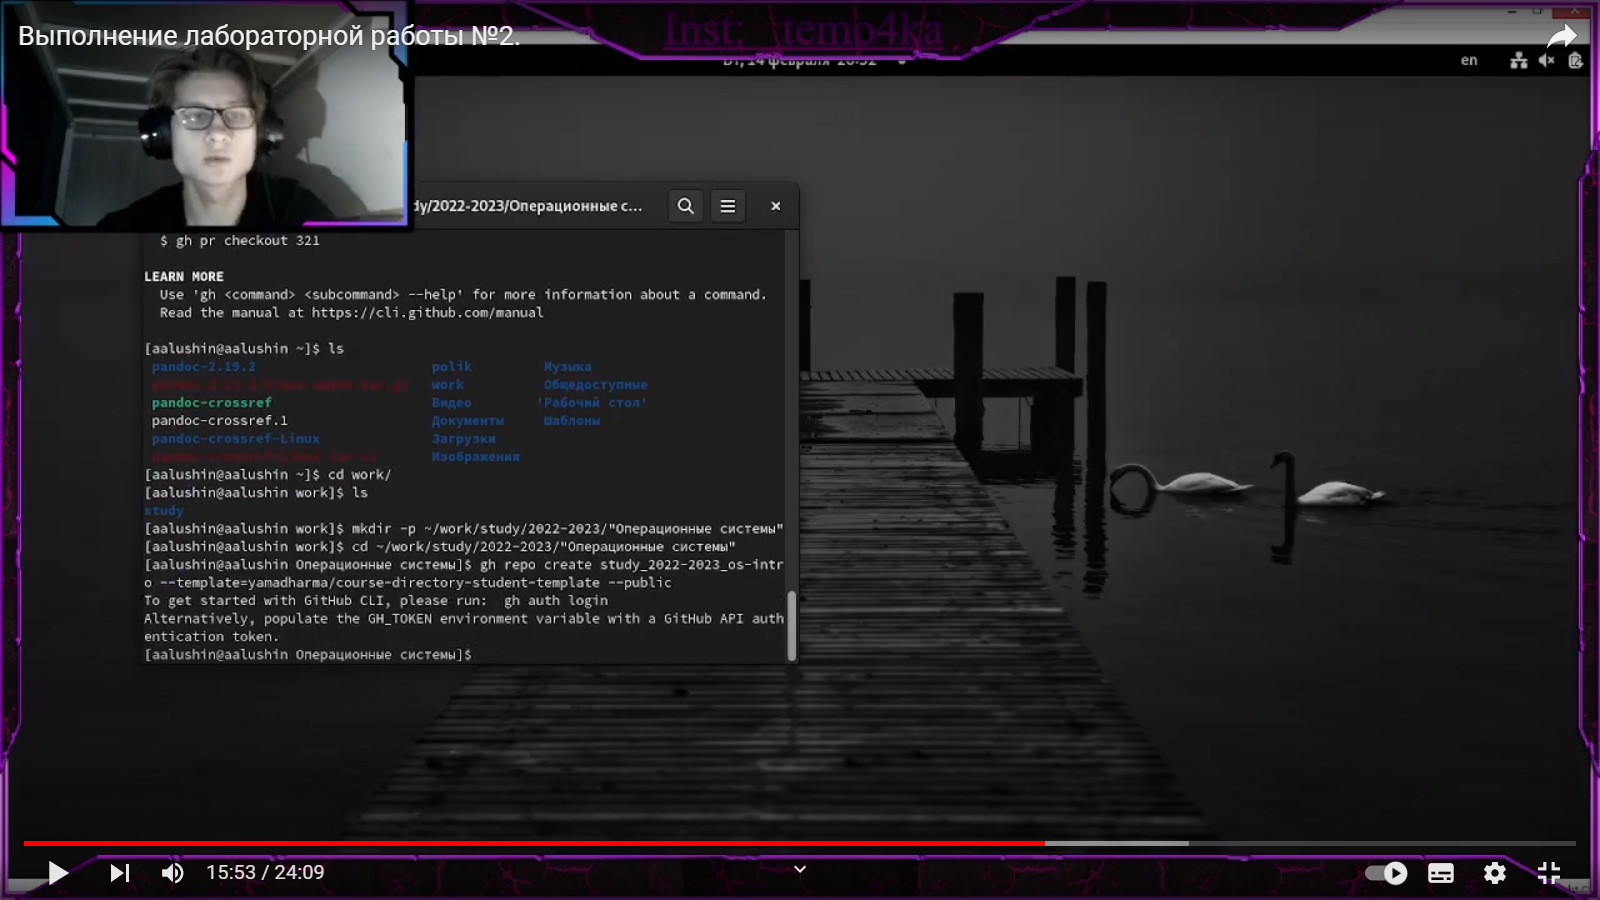 Выполнение лабораторной работы №2.
Inst: temo4ka
Вт, 14 февраля 20:52
en
dy/2022-2023/Операционные с...
$ gh pr checkout 321
LEARN MORE
Use 'gh <command> <subcommand> --help' for more information about a command.
Read the manual at https://cli.github.com/manual
[aalushin@aalushin ~]$ ls
pandoc-2.19.2 polik Музыка
work Общедоступные
pandoc-crossref Видео 'Рабочий стол'
pandoc-crossref.1 Документы Шаблоны
pandoc-crossref-Linux Загрузки
Изображения
[aalushin@aalushin ~]$ cd work/
[aalushin@aalushin work]$ ls
study
[aalushin@aalushin work]$ mkdir -p ~/work/study/2022-2023/"Операционные системы"
[aalushin@aalushin work]$ cd ~/work/study/2022-2023/"Операционные системы"
[aalushin@aalushin Операционные системы]$ gh repo create study_2022-2023_os-intr
o --template=yamadharma/course-directory-student-template --public
To get started with GitHub CLI, please run:  gh auth login
Alternatively, populate the GH_TOKEN environment variable with a GitHub API auth
entication token.
[aalushin@aalushin Операционные системы]$
15:53 / 24:09